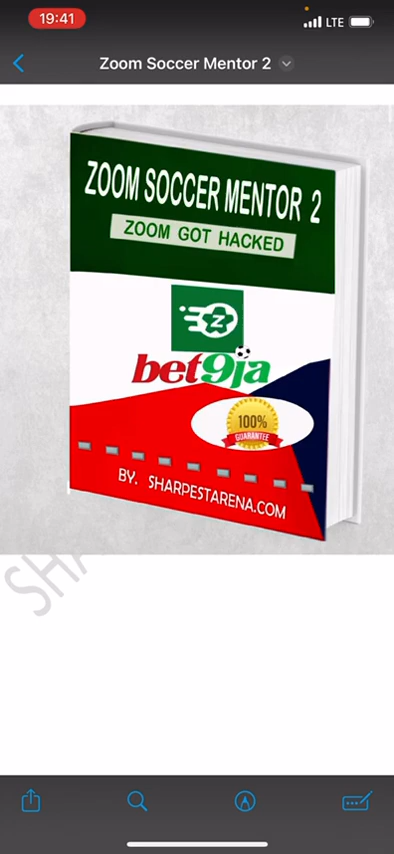 19:41
LTE
Zoom Soccer Mentor 2
ZOOM SOCCER MENTOR 2
ZOOM GOT HACKED
Z
bet9ja
100%
GUARANTEE
BY. SHARPESTARENA.COM
SHA